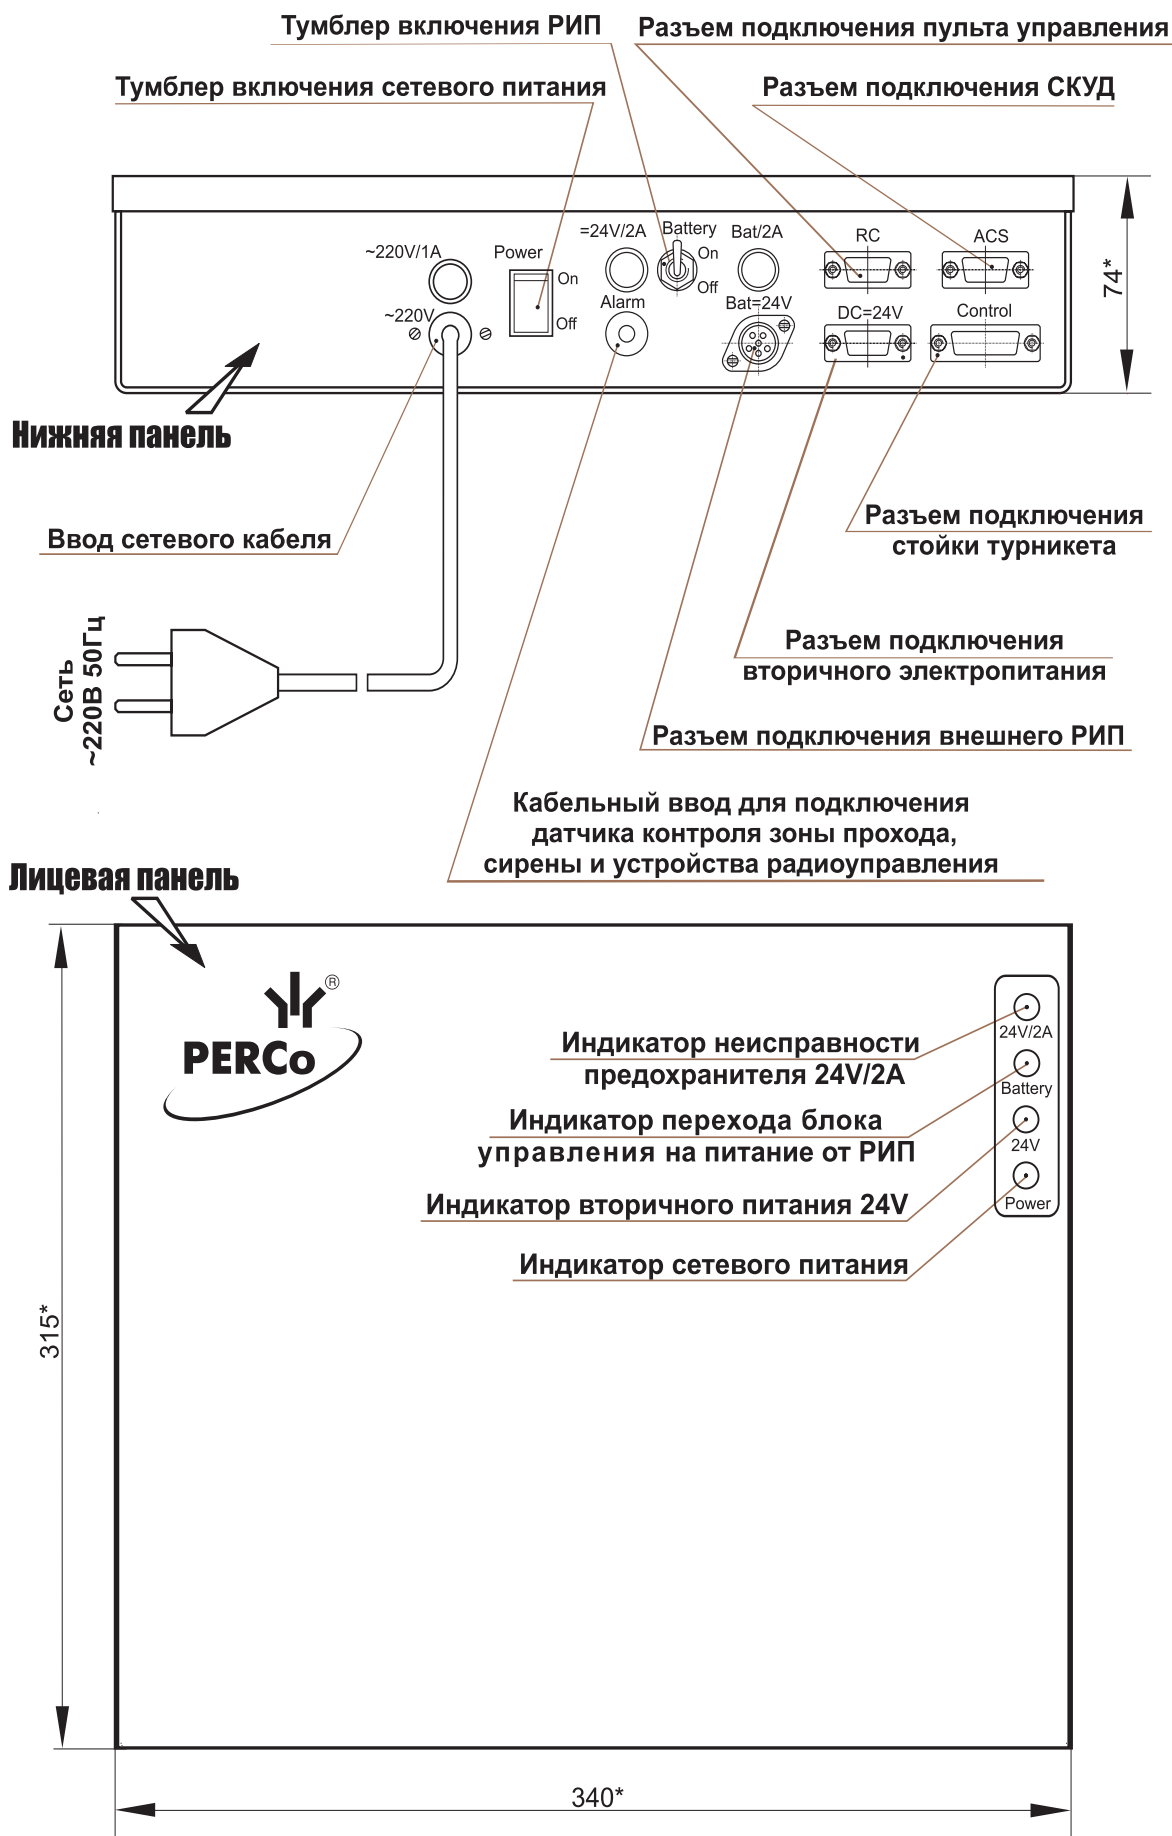 Тумблер включения РИП
Разъем подключения пульта управления
Тумблер включения сетевого питания
Разъем подключения СКУД
=24V/2A
Battery
Bat/2A
RC
ACS
~220V/1A
Power
On
On
Off
Off
Alarm
Bat=24V
DC=24V
Control
~220V
74*
Нижняя панель
Ввод сетевого кабеля
Разъем подключения
стойки турникета
Сеть
~220В 50Гц
Разъем подключения
вторичного электропитания
Разъем подключения внешнего РИП
Кабельный ввод для подключения
датчика контроля зоны прохода,
сирены и устройства радиоуправления
Лицевая панель
®
PERCo
24V/2A
Battery
24V
Power
Индикатор неисправности
предохранителя 24V/2A
Индикатор перехода блока
управления на питание от РИП
Индикатор вторичного питания 24V
Индикатор сетевого питания
315*
340*